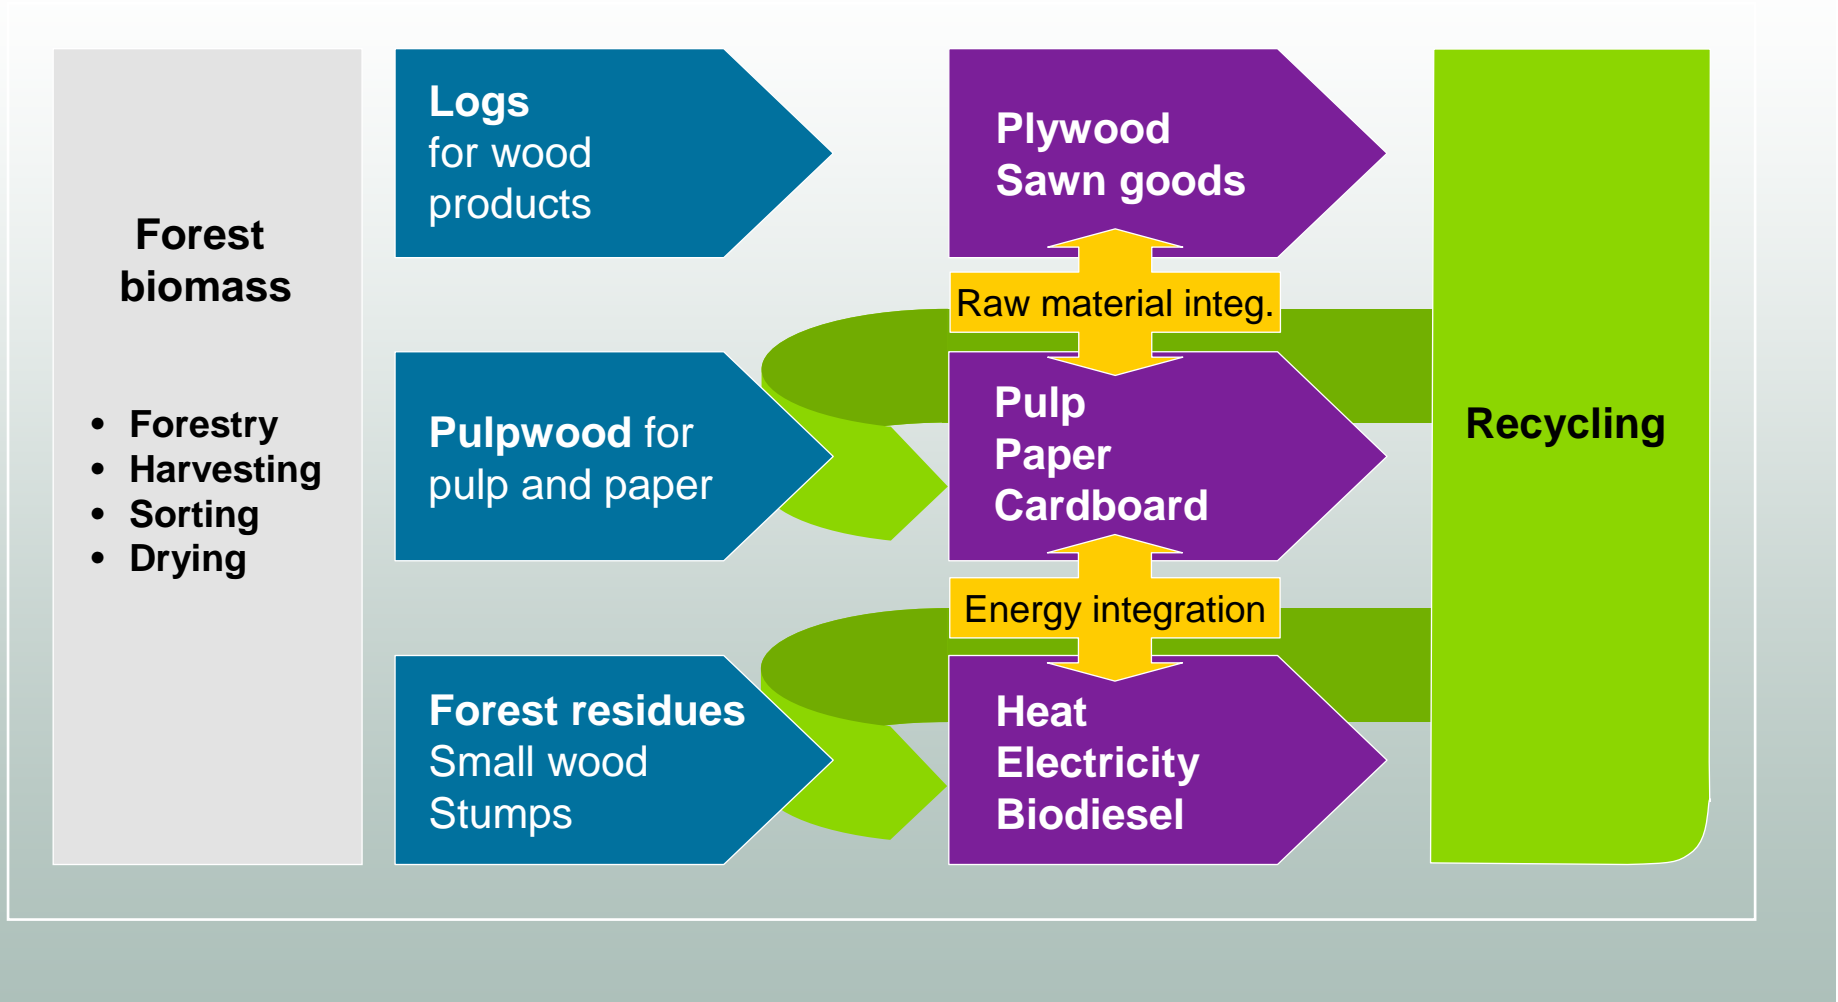 Forest
biomass
• Forestry
• Harvesting
• Sorting
• Drying
Logs
for wood
products
Pulpwood for
pulp and paper
Forest residues
Small wood
Stumps
Plywood
Sawn goods
Raw material integ.
Pulp
Paper
Cardboard
Energy integration
Heat
Electricity
Biodiesel
Recycling